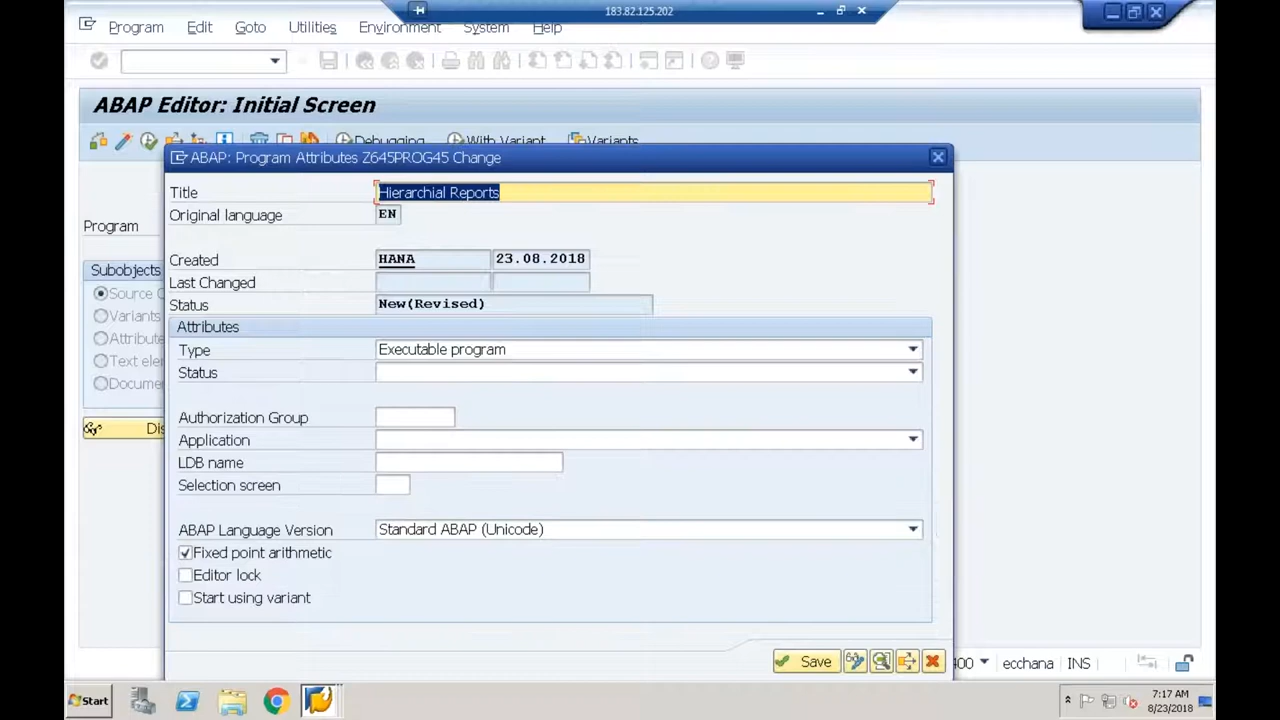 183.82.125.202
Program Edit Goto Utilities Environment System Help
ABAP Editor: Initial Screen
Debugging With Variant Variants
ABAP: Program Attributes Z645PROG45 Change
Title Hierarchial Reports
Original language EN
Program
Created HANA 23.08.2018
Subobjects
Last Changed
Source
Status New(Revised)
Variants
Attributes
Attribute
Type Executable program
Text
Status
Authorization Group
Application
LDB name
Selection screen
ABAP Language Version Standard ABAP (Unicode)
Fixed point arithmetic
Editor lock
Start using variant
Save ecchana INS
Start 7:17 AM
8/23/2018